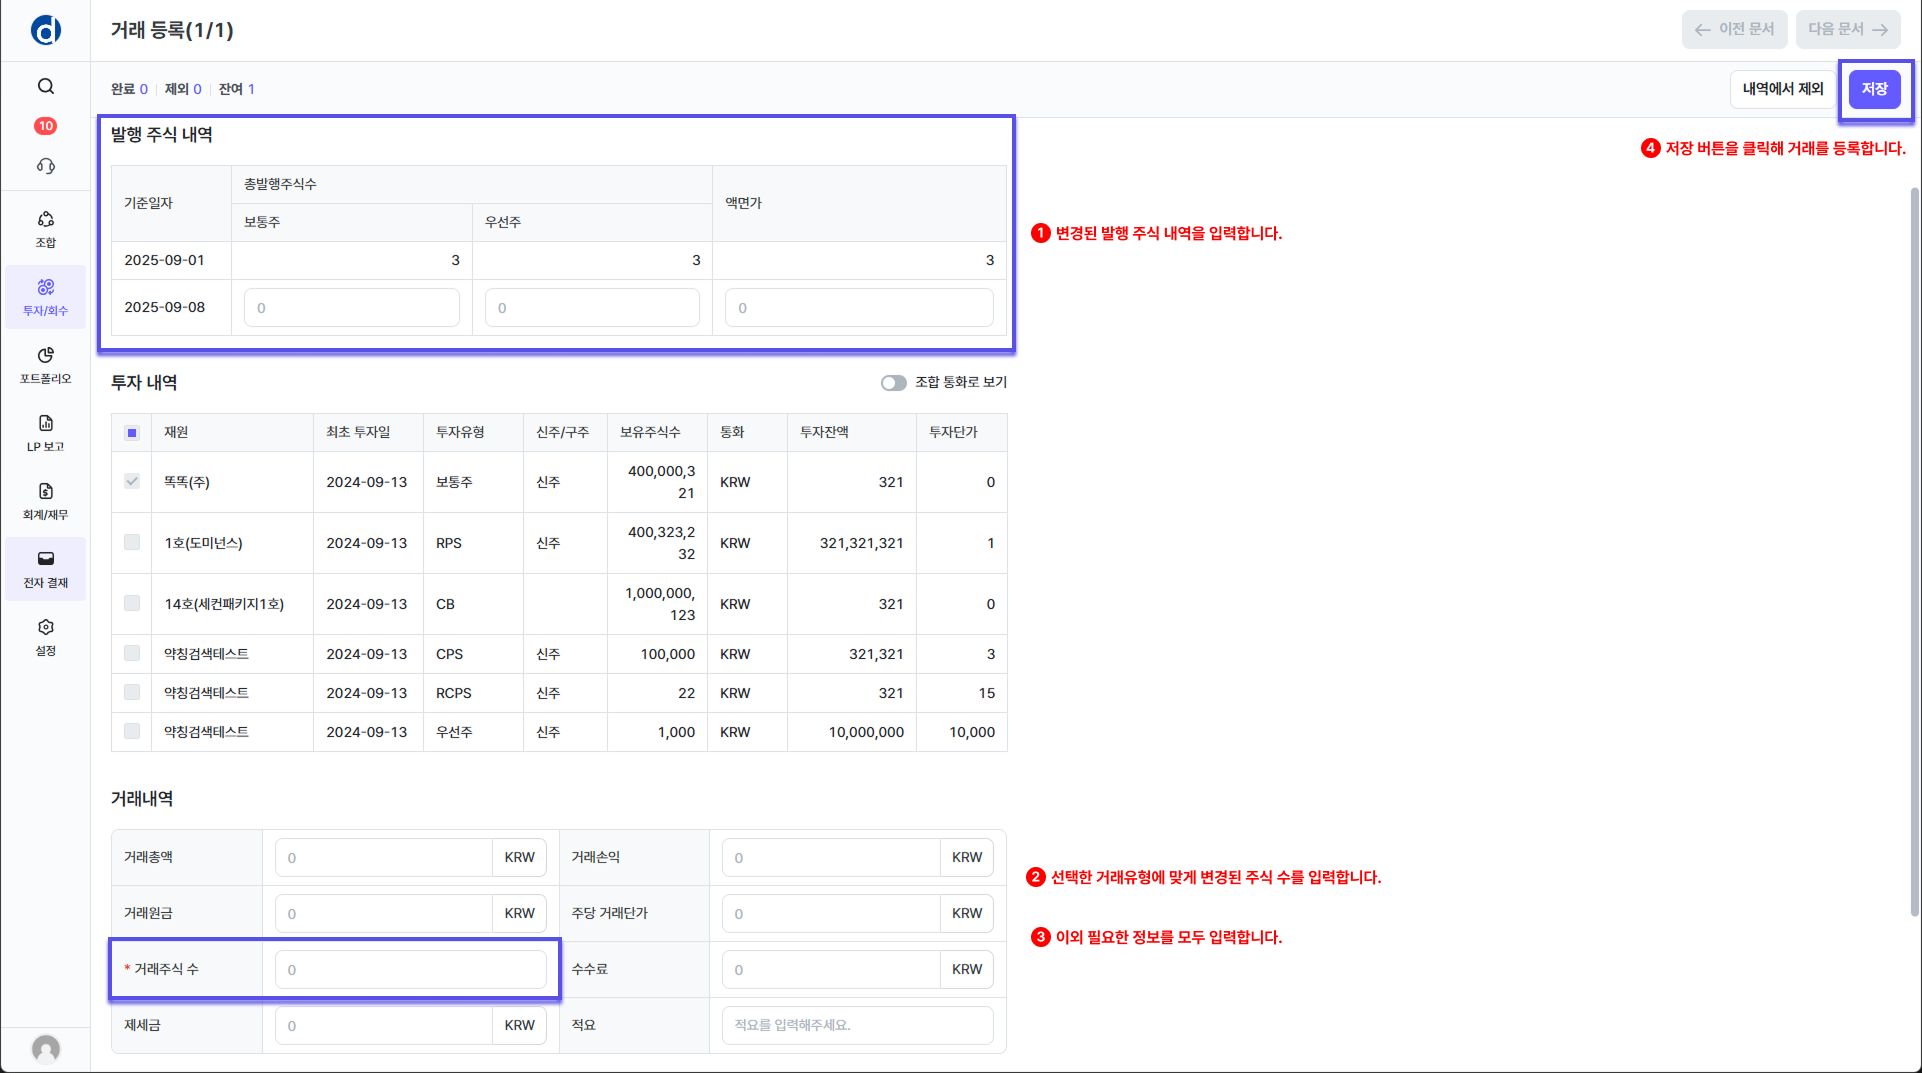 거래 등록(1/1)
← 이전 문서
다음 문서 →
완료 0 | 제외 0 | 잔여 1
내역에서 제외
저장
10
조합
투자/회수
포트폴리오
LP 보고
회계/재무
전자 결재
설정
발행 주식 내역
❹ 저장 버튼을 클릭해 거래를 등록합니다.
기준일자
총발행주식수
액면가
보통주
우선주
❶ 변경된 발행 주식 내역을 입력합니다.
2025-09-01 3 3 3
2025-09-08 0 0 0
투자 내역
조합 통화로 보기
재원 최초 투자일 투자유형 신주/구주 보유주식수 통화 투자잔액 투자단가
똑똑(주) 2024-09-13 보통주 신주 400,000,3
21 KRW 321 0
1호(도미넌스) 2024-09-13 RPS 신주 400,323,2
32 KRW 321,321,321 1
14호(세컨패키지1호) 2024-09-13 CB 1,000,000,
123 KRW 321 0
약칭검색테스트 2024-09-13 CPS 신주 100,000 KRW 321,321 3
약칭검색테스트 2024-09-13 RCPS 신주 22 KRW 321 15
약칭검색테스트 2024-09-13 우선주 신주 1,000 KRW 10,000,000 10,000
거래내역
거래총액 0 KRW 거래손익 0 KRW
❷ 선택한 거래유형에 맞게 변경된 주식 수를 입력합니다.
거래원금 0 KRW 주당 거래단가 0 KRW
❸ 이외 필요한 정보를 모두 입력합니다.
* 거래주식 수 0 수수료 0 KRW
제세금 0 KRW 적요 적요를 입력해주세요.